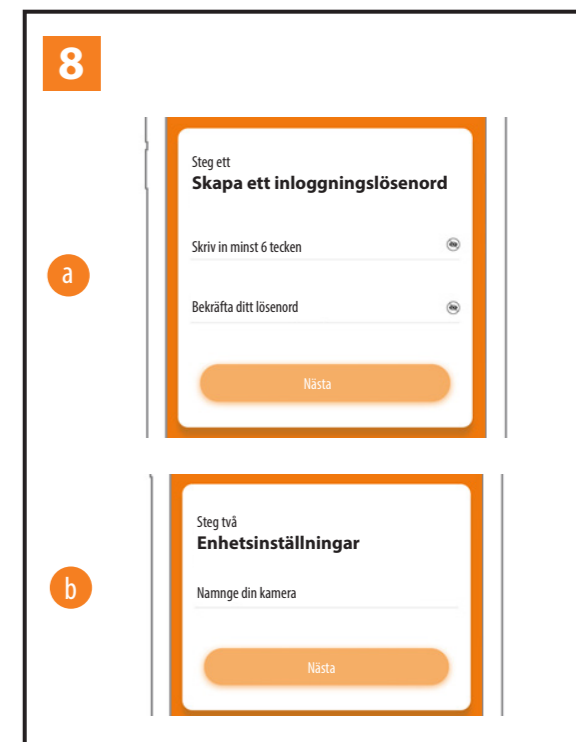 8
a
Steg ett
Skapa ett inloggningslösenord
Skriv in minst 6 tecken
Bekräfta ditt lösenord
Nästa
b
Steg två
Enhetsinställningar
Namnge din kamera
Nästa